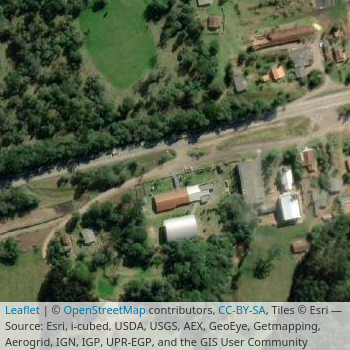 Leaflet | © OpenStreetMap contributors, CC-BY-SA, Tiles © Esri —
Source: Esri, i-cubed, USDA, USGS, AEX, GeoEye, Getmapping,
Aerogrid, IGN, IGP, UPR-EGP, and the GIS User Community